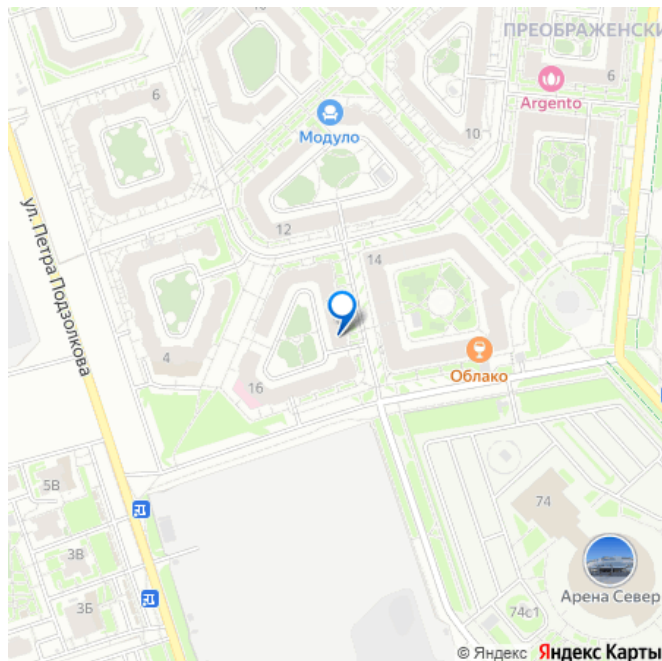 ПРЕОБРАЖЕНСКИ
6
6
Argento
Модуло
10
12
14
ул. Петра Подзолкова
4
16
Облако
5В
74
3В
Арена Север
3Б
74с1
© Яндекс Яндекс Карты